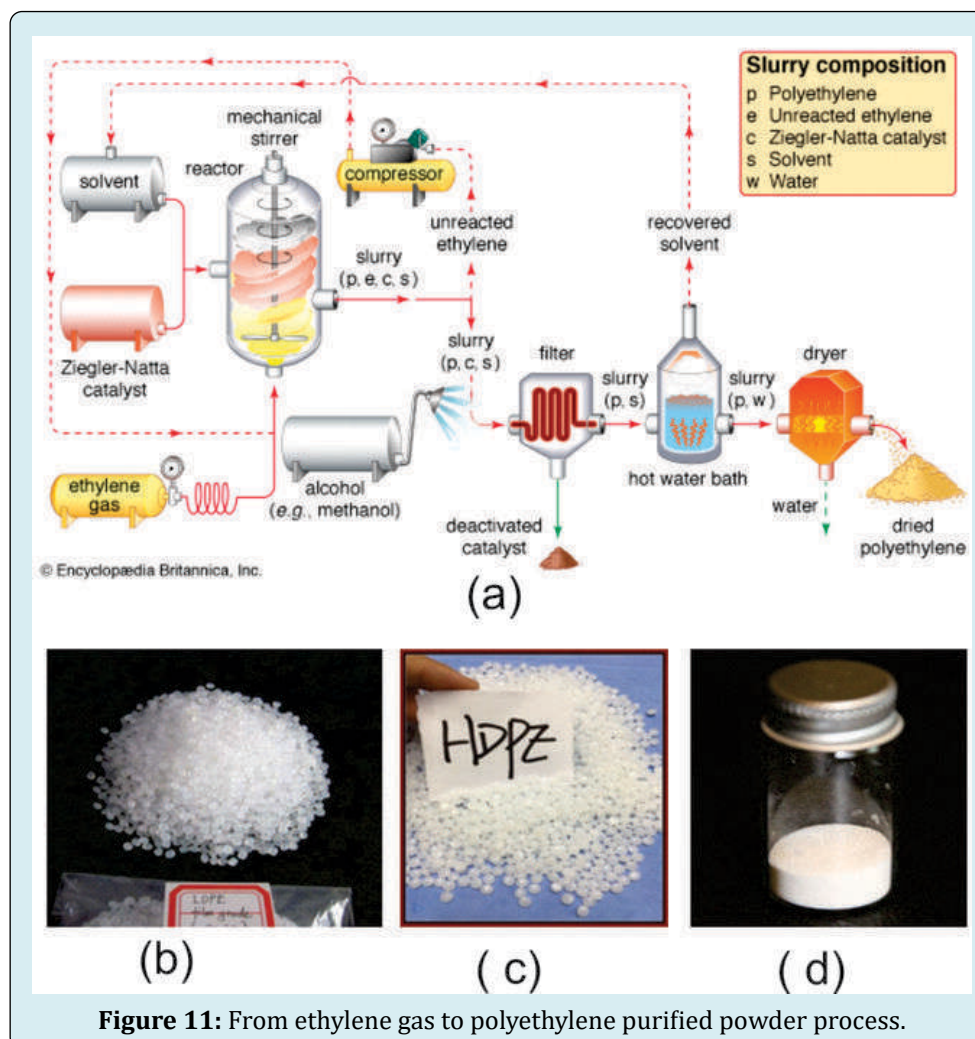 Slurry composition
p Polyethylene
e Unreacted ethylene
c Ziegler-Natta catalyst
s Solvent
w Water
mechanical
stirrer
reactor
solvent
compressor
unreacted
ethylene
recovered
solvent
slurry
(p, e, c, s)
Ziegler-Natta
catalyst
slurry
(p, c, s)
filter
slurry
(p, s)
slurry
(p, w)
dryer
hot water bath
ethylene
gas
alcohol
(e.g., methanol)
deactivated
catalyst
water
dried
polyethylene
© Encyclopædia Britannica, Inc.
(a)
LDPE
film grade
HDPE
(b)
( c)
( d)
Figure 11: From ethylene gas to polyethylene purified powder process.